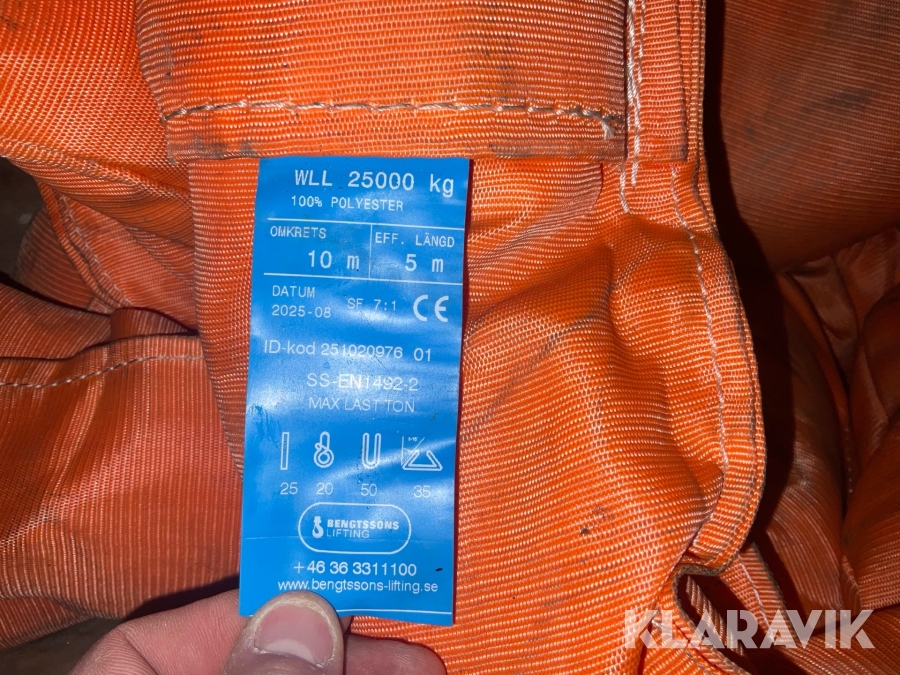 WLL 25000 kg
100% POLYESTER
OMKRETS
10 m
EFF. LÄNGD
5 m
DATUM
2025-08
SF 7:1
CE
ID-kod 251020976 01
SS-EN1492-2
MAX LAST TON
25 20 50 35
BENGTSSONS
LIFTING
+46 36 3311100
www.bengtssons-lifting.se
KLARAVIK